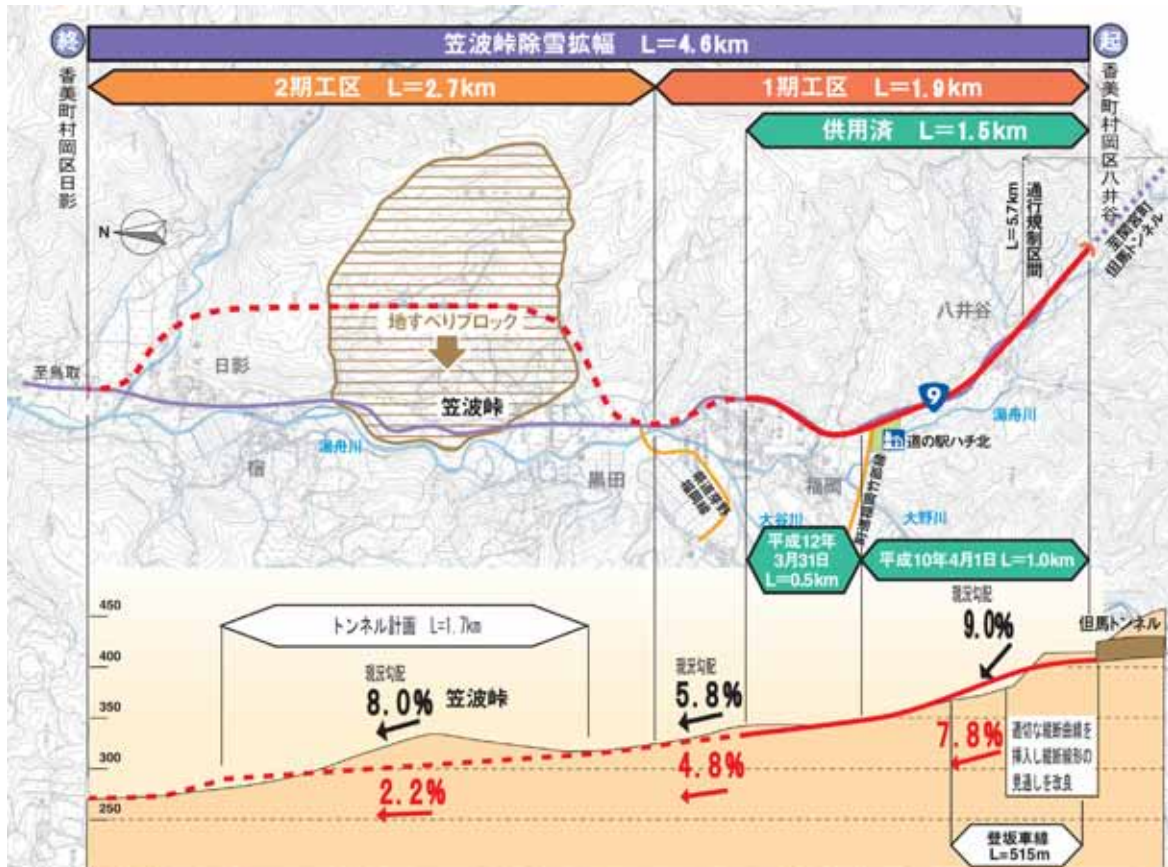 笠波峠除雪拡幅 L=4.6km
終
起
2期工区 L=2.7km
1期工区 L=1.9km
供用済 L=1.5km
香美町村岡区日影
香美町村岡区八井谷
N
通行規制区間
L=5.7km
至関宮町
但馬トンネル
八井谷
地すべりブロック
日影
至鳥取
笠波峠
9
湯舟川
道の駅ハチ北
湯舟川
宿
黒田
福岡
大谷川
大野川
平成12年
3月31日
L=0.5km
平成10年4月1日 L=1.0km
450
400
350
300
250
トンネル計画 L=1.7km
現況勾配
8.0%
笠波峠
現況勾配
5.8%
現況勾配
9.0%
但馬トンネル
2.2%
4.8%
7.8%
適切な縦断曲線を
挿入し縦断線形の
見通しを改良
登坂車線
L=515m